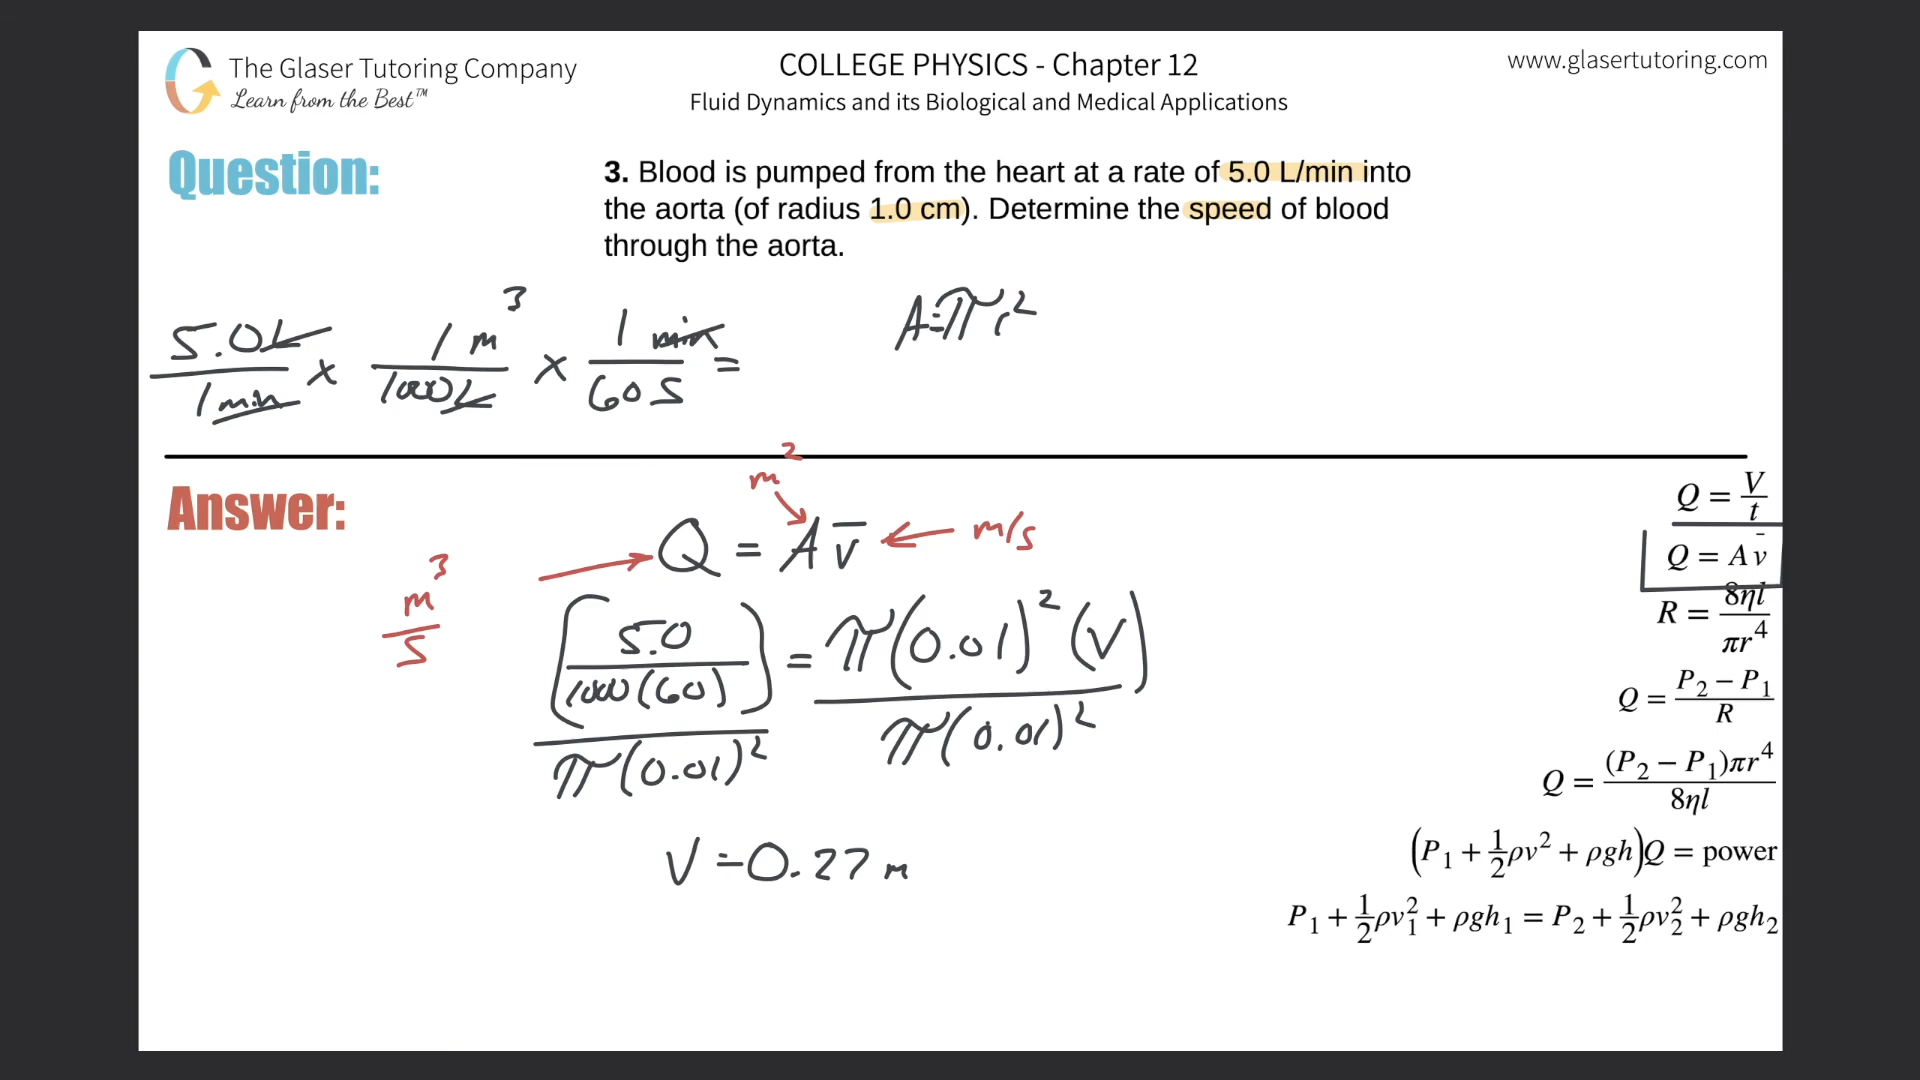 The Glaser Tutoring Company
Learn from the Best™
COLLEGE PHYSICS - Chapter 12
Fluid Dynamics and its Biological and Medical Applications
www.glasertutoring.com
Question:
3. Blood is pumped from the heart at a rate of 5.0 L/min into
the aorta (of radius 1.0 cm). Determine the speed of blood
through the aorta.
5.0L/1min × 1m³/1000L × 1min/60s =
A=πr²
Answer:
m²
Q = A v̅
m/s
m³/s
[5.0/1000(60)]/π(0.01)² = π(0.01)²(v)/π(0.01)²
V = 0.27 m
Q = V/t
Q = A v̅
R = 8ηl/πr⁴
Q = P₂ − P₁/R
Q = (P₂ − P₁)πr⁴/8ηl
(P₁ + ½ρv² + ρgh)Q = power
P₁ + ½ρv₁² + ρgh₁ = P₂ + ½ρv₂² + ρgh₂